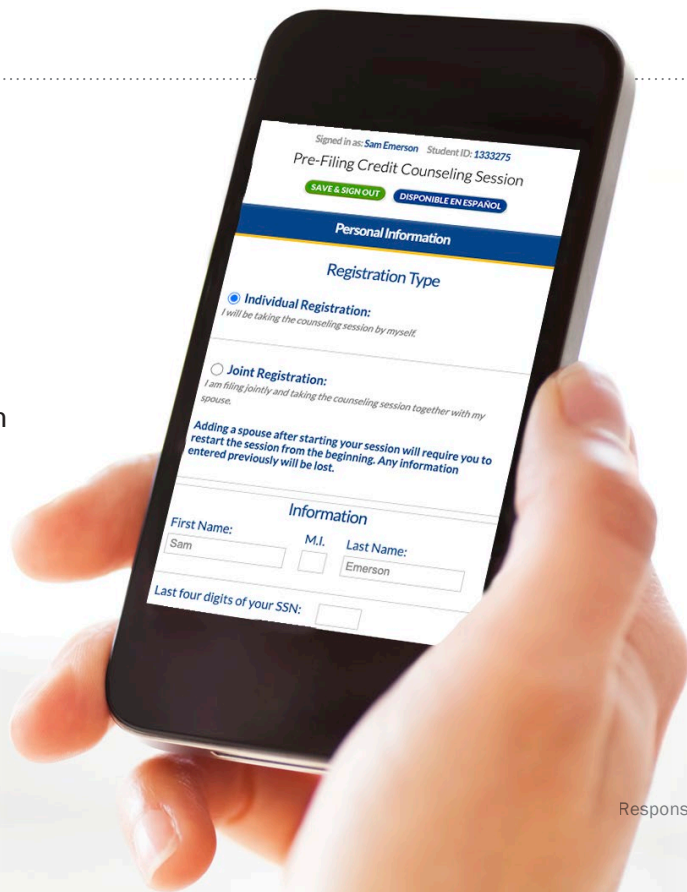 Signed in as: Sam Emerson Student ID: 1333275
Pre-Filing Credit Counseling Session
SAVE & SIGN OUT DISPONIBLE EN ESPAÑOL
Personal Information
Registration Type
Individual Registration:
I will be taking the counseling session by myself.
Joint Registration:
I am filing jointly and taking the counseling session together with my
spouse.
Adding a spouse after starting your session will require you to
restart the session from the beginning. Any information
entered previously will be lost.
Information
First Name: M.I. Last Name:
Sam Emerson
Last four digits of your SSN: